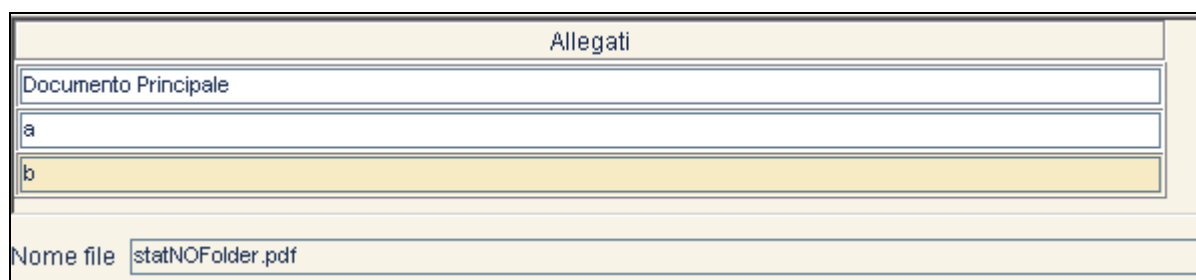 Allegati
Documento Principale
a
b
Nome file statNOFolder.pdf